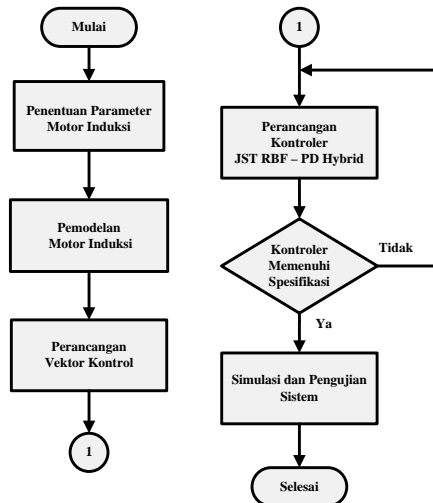 Mulai
Penentuan Parameter
Motor Induksi
Pemodelan
Motor Induksi
Perancangan
Vektor Kontrol
1
1
Perancangan
Kontroler
JST RBF – PD Hybrid
Kontroler
Memenuhi
Spesifikasi
Tidak
Ya
Simulasi dan Pengujian
Sistem
Selesai